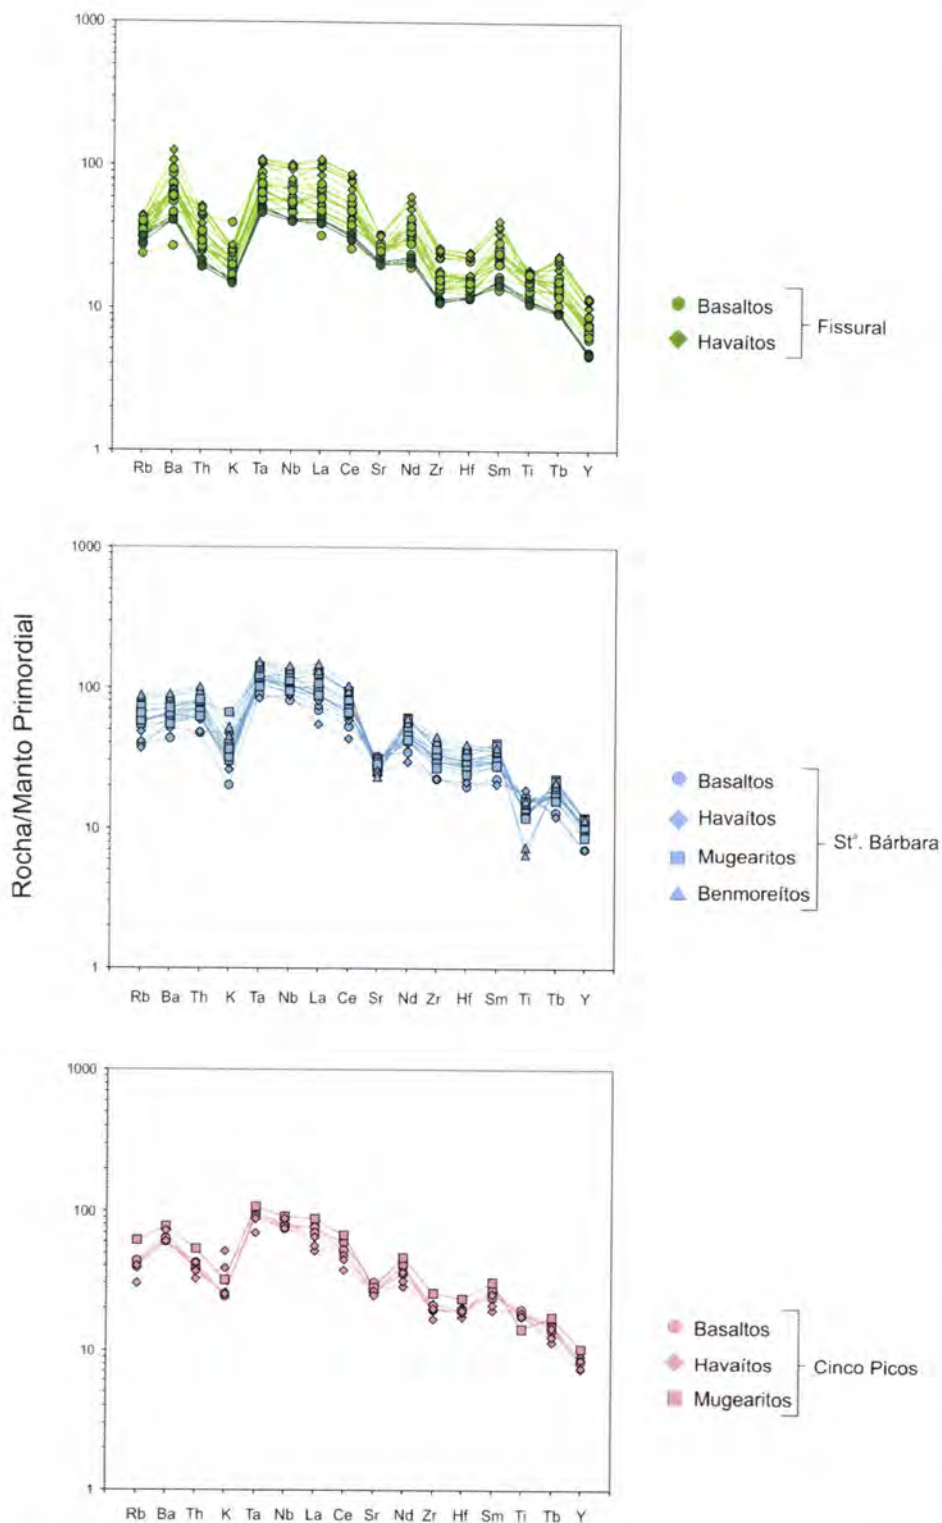 1000
100
10
1
Rb Ba Th K Ta Nb La Ce Sr Nd Zr Hf Sm Ti Tb Y
Basaltos
Havaítos
Fissural
Rocha/Manto Primordial
1000
100
10
1
Rb Ba Th K Ta Nb La Ce Sr Nd Zr Hf Sm Ti Tb Y
Basaltos
Havaítos
Mugearitos
Benmoreítos
Stª. Bárbara
1000
100
10
1
Rb Ba Th K Ta Nb La Ce Sr Nd Zr Hf Sm Ti Tb Y
Basaltos
Havaítos
Mugearitos
Cinco Picos